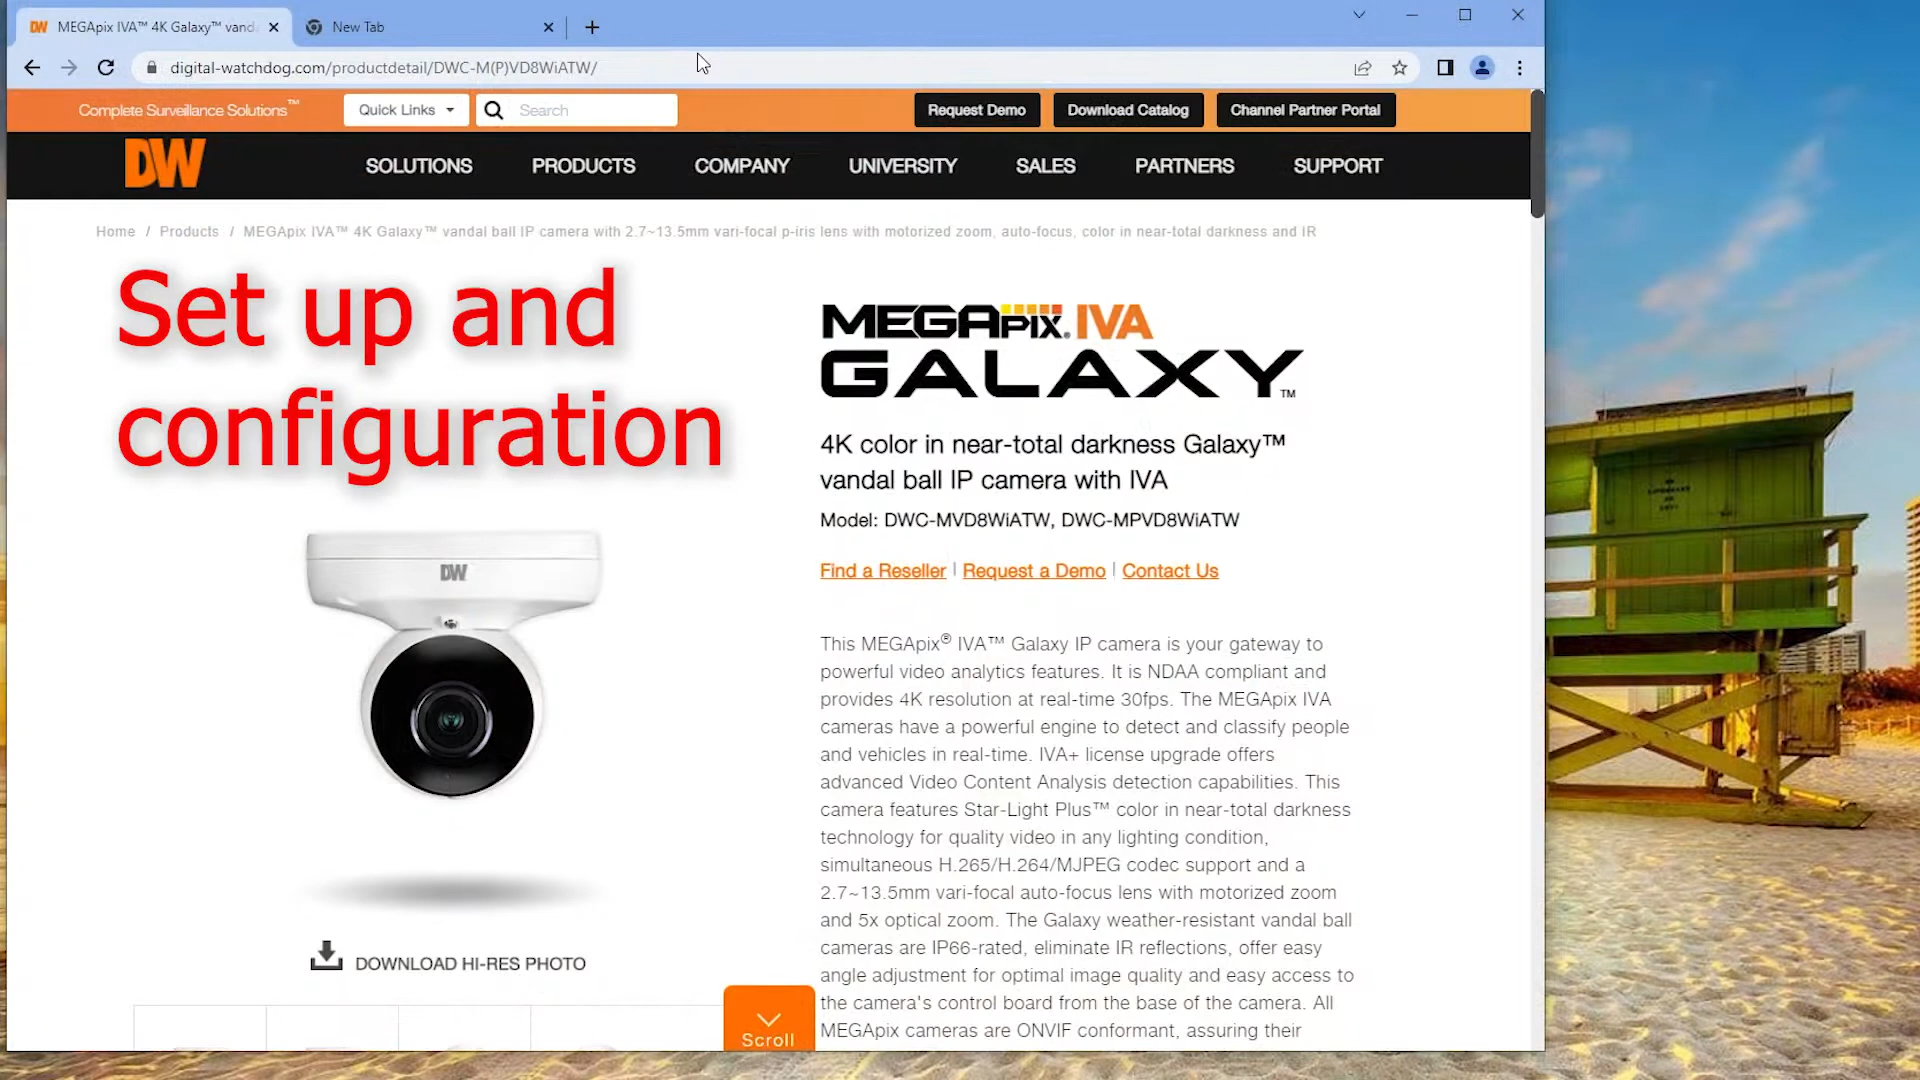 MEGApix IVA™ 4K Galaxy™ vand
New Tab
digital-watchdog.com/productdetail/DWC-M(P)VD8WiATW/
Complete Surveillance Solutions™
Quick Links
Search
Request Demo
Download Catalog
Channel Partner Portal
DW
SOLUTIONS
PRODUCTS
COMPANY
UNIVERSITY
SALES
PARTNERS
SUPPORT
Home / Products / MEGApix IVA™ 4K Galaxy™ vandal ball IP camera with 2.7~13.5mm vari-focal p-iris lens with motorized zoom, auto-focus, color in near-total darkness and IR
Set up and
configuration
DW
DOWNLOAD HI-RES PHOTO
MEGApix® IVA
GALAXY™
4K color in near-total darkness Galaxy™
vandal ball IP camera with IVA
Model: DWC-MVD8WiATW, DWC-MPVD8WiATW
Find a Reseller | Request a Demo | Contact Us
This MEGApix® IVA™ Galaxy IP camera is your gateway to
powerful video analytics features. It is NDAA compliant and
provides 4K resolution at real-time 30fps. The MEGApix IVA
cameras have a powerful engine to detect and classify people
and vehicles in real-time. IVA+ license upgrade offers
advanced Video Content Analysis detection capabilities. This
camera features Star-Light Plus™ color in near-total darkness
technology for quality video in any lighting condition,
simultaneous H.265/H.264/MJPEG codec support and a
2.7~13.5mm vari-focal auto-focus lens with motorized zoom
and 5x optical zoom. The Galaxy weather-resistant vandal ball
cameras are IP66-rated, eliminate IR reflections, offer easy
angle adjustment for optimal image quality and easy access to
the camera's control board from the base of the camera. All
MEGApix cameras are ONVIF conformant, assuring their
Scroll